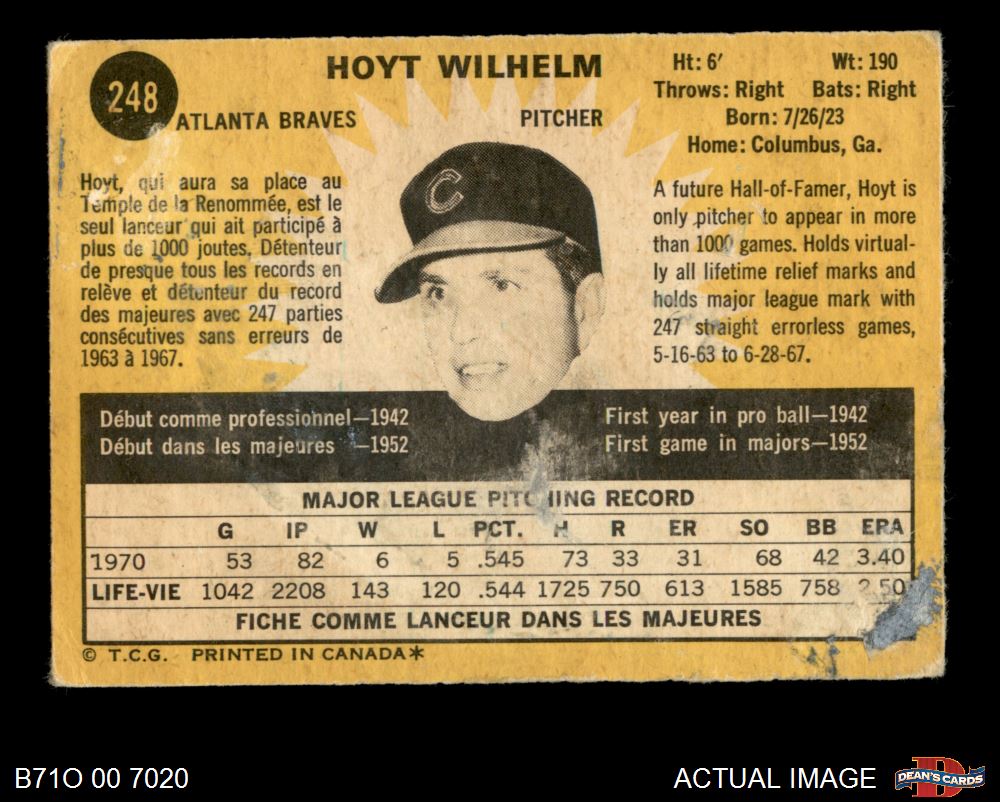 248
HOYT WILHELM
ATLANTA BRAVES
PITCHER
Ht: 6' Wt: 190
Throws: Right Bats: Right
Born: 7/26/23
Home: Columbus, Ga.
Hoyt, qui aura sa place au
Temple de la Renommée, est le
seul lanceur qui ait participé à
plus de 1000 joutes. Détenteur
de presque tous les records en
relève et détenteur du record
des majeures avec 247 parties
consécutives sans erreurs de
1963 à 1967.
C
A future Hall-of-Famer, Hoyt is
only pitcher to appear in more
than 1000 games. Holds virtual-
ly all lifetime relief marks and
holds major league mark with
247 straight errorless games,
5-16-63 to 6-28-67.
Début comme professionnel—1942
Début dans les majeures —1952
First year in pro ball—1942
First game in majors—1952
MAJOR LEAGUE PITCHING RECORD
G IP W L PCT. H R ER SO BB ERA
1970 53 82 6 5 .545 73 33 31 68 42 3.40
LIFE-VIE 1042 2208 143 120 .544 1725 750 613 1585 758 2.50
FICHE COMME LANCEUR DANS LES MAJEURES
© T.C.G. PRINTED IN CANADA*
B71O 00 7020
ACTUAL IMAGE
DEAN'S CARDS